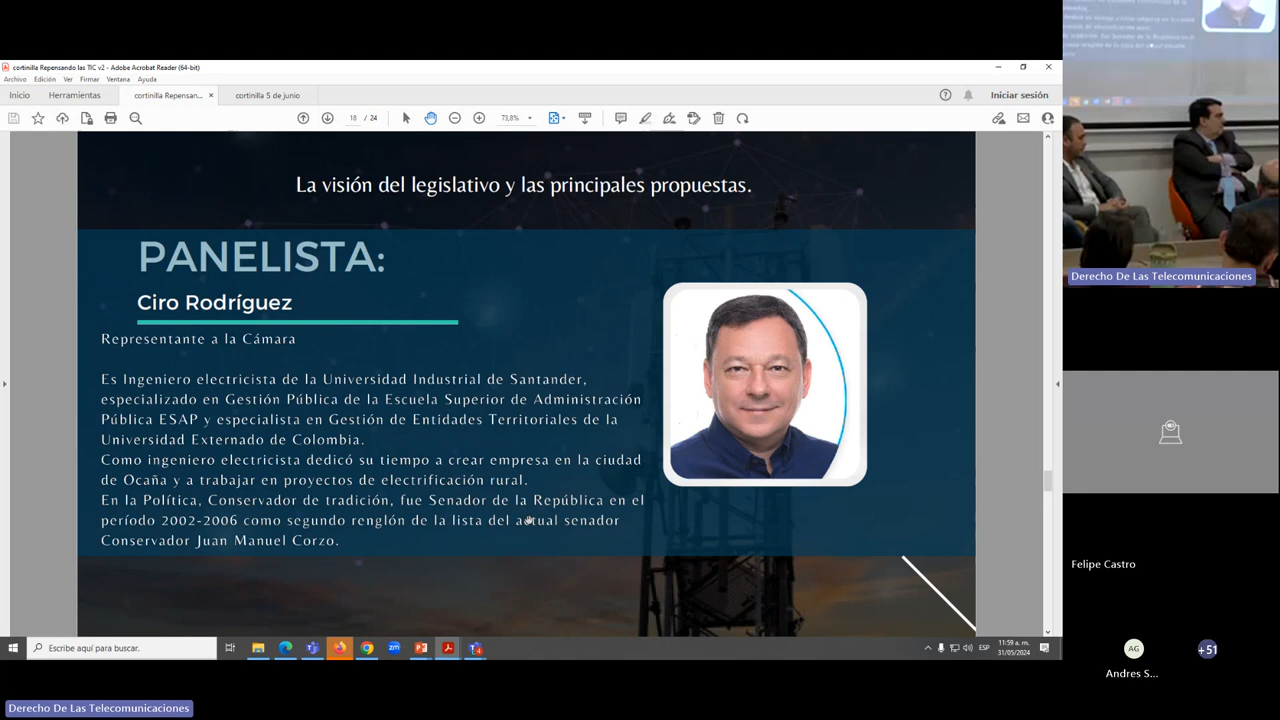 cortinilla Repensando las TIC v2 - Adobe Acrobat Reader (64-bit)
Archivo Edición Ver Firmar Ventana Ayuda
Inicio Herramientas cortinilla Repensan... × cortinilla 5 de junio Iniciar sesión
18 / 24 73,8%
La visión del legislativo y las principales propuestas.
PANELISTA:
Ciro Rodríguez
Representante a la Cámara
Es Ingeniero electricista de la Universidad Industrial de Santander,
especializado en Gestión Pública de la Escuela Superior de Administración
Pública ESAP y especialista en Gestión de Entidades Territoriales de la
Universidad Externado de Colombia.
Como ingeniero electricista dedicó su tiempo a crear empresa en la ciudad
de Ocaña y a trabajar en proyectos de electrificación rural.
En la Política, Conservador de tradición, fue Senador de la República en el
período 2002-2006 como segundo renglón de la lista del actual senador
Conservador Juan Manuel Corzo.
Derecho De Las Telecomunicaciones
Felipe Castro
AG
+51
Andres S...
Escribe aquí para buscar.
ESP
11:59 a. m.
31/05/2024
Derecho De Las Telecomunicaciones